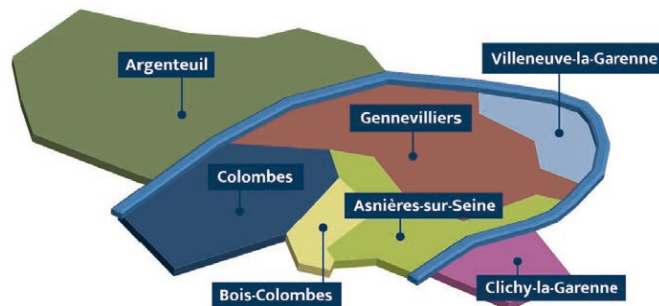 Argenteuil
Villeneuve-la-Garenne
Gennevilliers
Colombes
Asnières-sur-Seine
Bois-Colombes
Clichy-la-Garenne